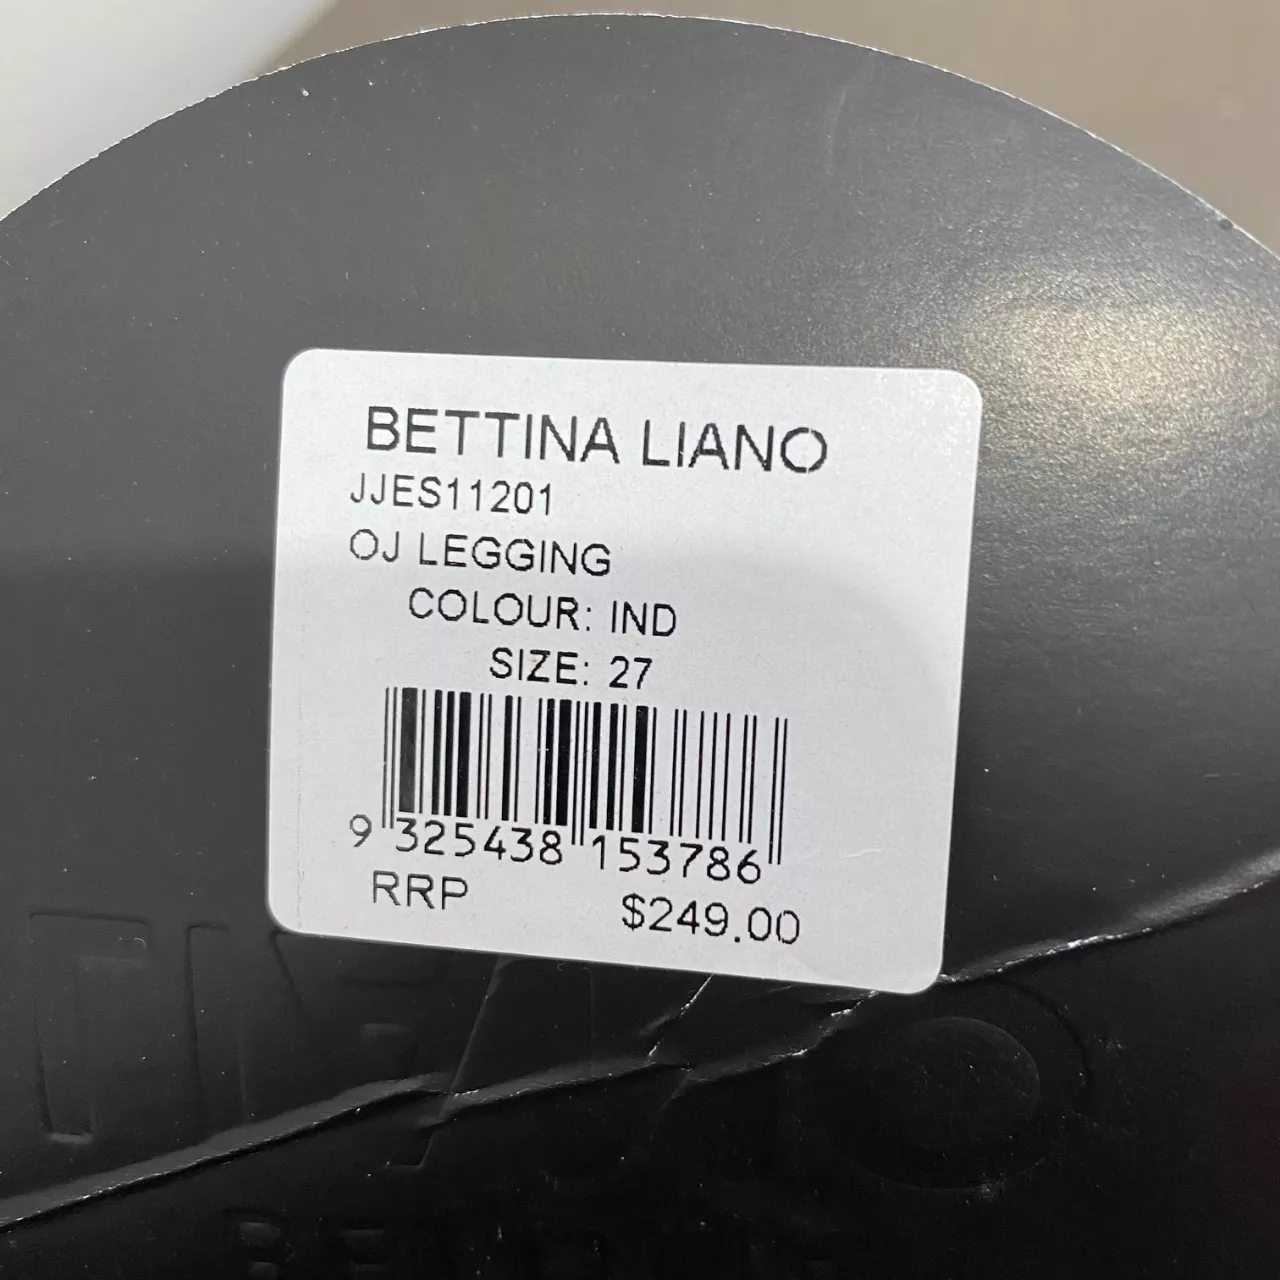 BETTINA LIANO
JJES11201
OJ LEGGING
COLOUR: IND
SIZE: 27
9 325438 153786
RRP $249.00